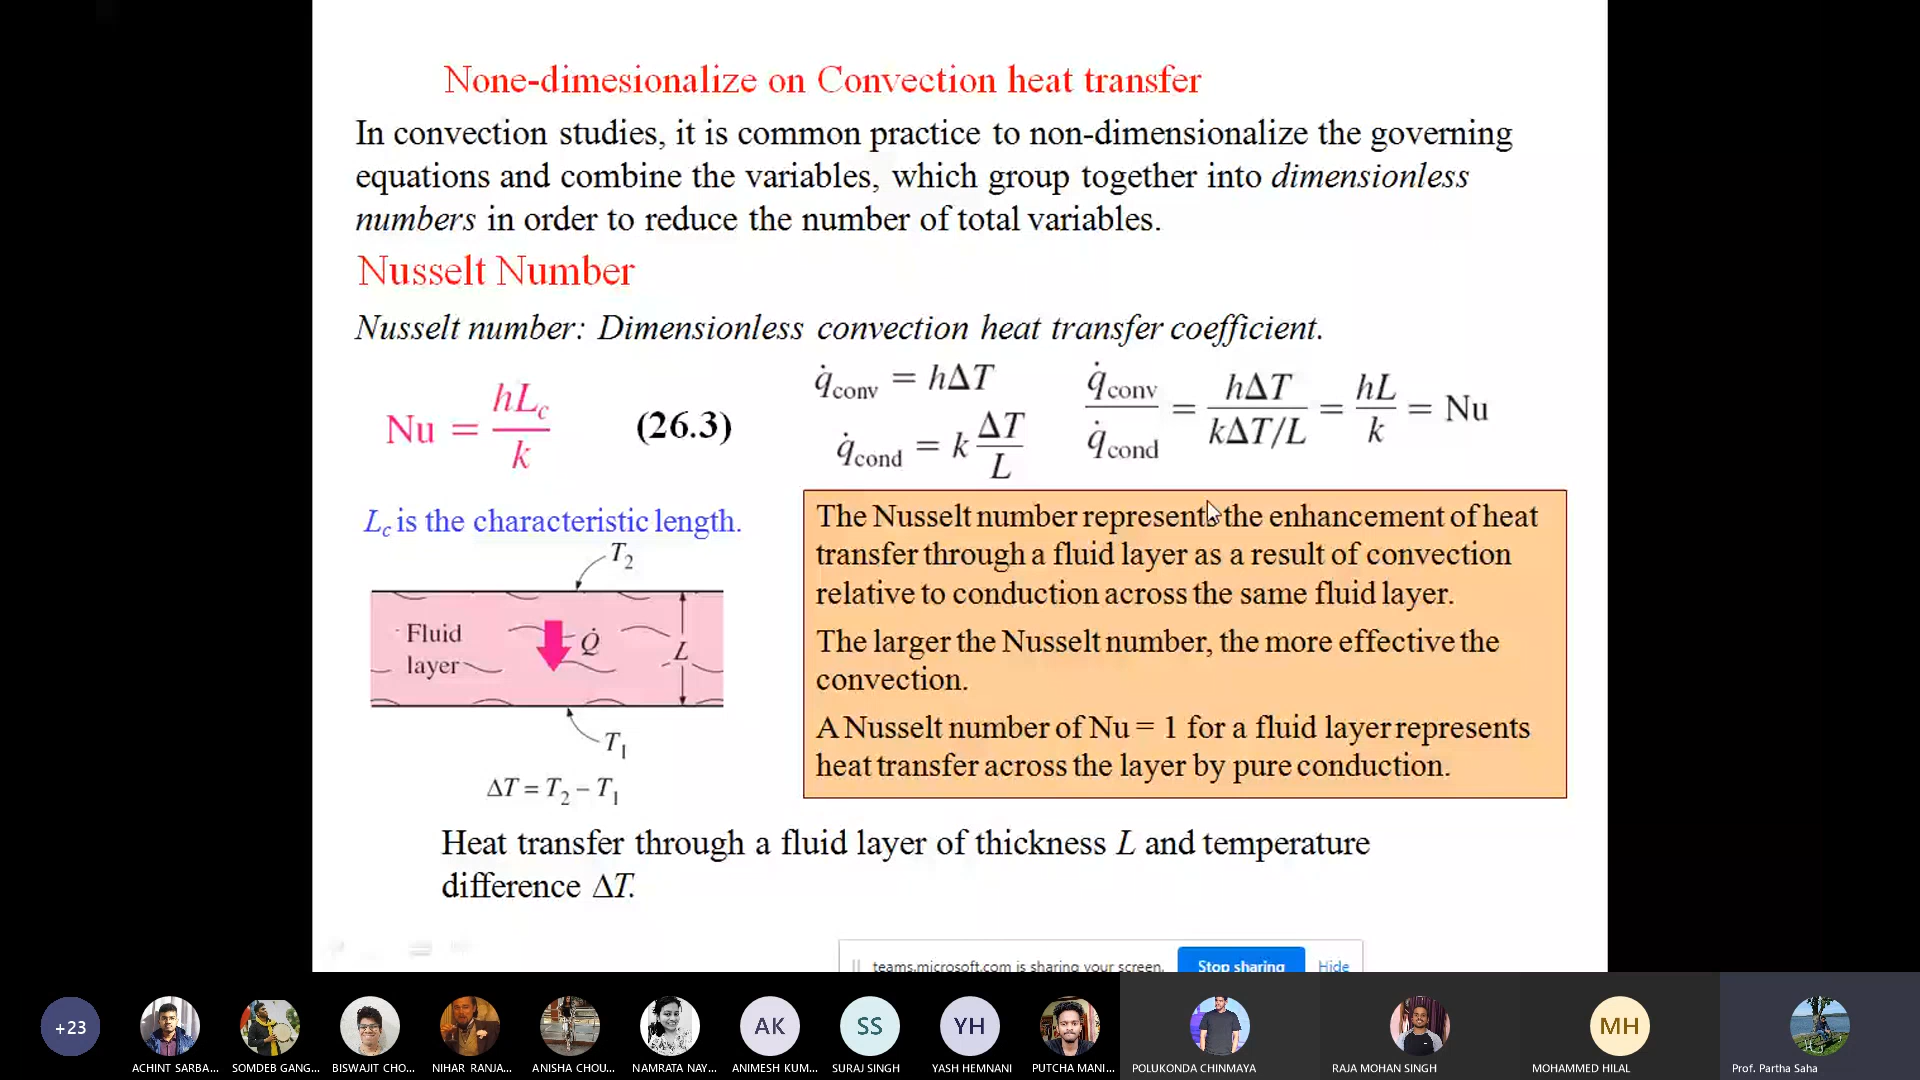 None-dimesionalize on Convection heat transfer
In convection studies, it is common practice to non-dimensionalize the governing
equations and combine the variables, which group together into dimensionless
numbers in order to reduce the number of total variables.
Nusselt Number
Nusselt number: Dimensionless convection heat transfer coefficient.
Nu = hL_c / k
(26.3)
q̇_conv = hΔT
q̇_cond = k ΔT / L
q̇_conv / q̇_cond = hΔT / kΔT/L = hL / k = Nu
L_c is the characteristic length.
T_2
Fluid
layer
Q̇
L
T_1
ΔT = T_2 – T_1
The Nusselt number represents the enhancement of heat
transfer through a fluid layer as a result of convection
relative to conduction across the same fluid layer.
The larger the Nusselt number, the more effective the
convection.
A Nusselt number of Nu = 1 for a fluid layer represents
heat transfer across the layer by pure conduction.
Heat transfer through a fluid layer of thickness L and temperature
difference ΔT.
teams.microsoft.com is sharing your screen. Stop sharing Hide
+23
AK
SS
YH
MH
ACHINT SARBA... SOMDEB GANG... BISWAJIT CHO... NIHAR RANJA... ANISHA CHOU... NAMRATA NAY... ANIMESH KUM... SURAJ SINGH YASH HEMNANI PUTCHA MANI... POLUKONDA CHINMAYA RAJA MOHAN SINGH MOHAMMED HILAL Prof. Partha Saha